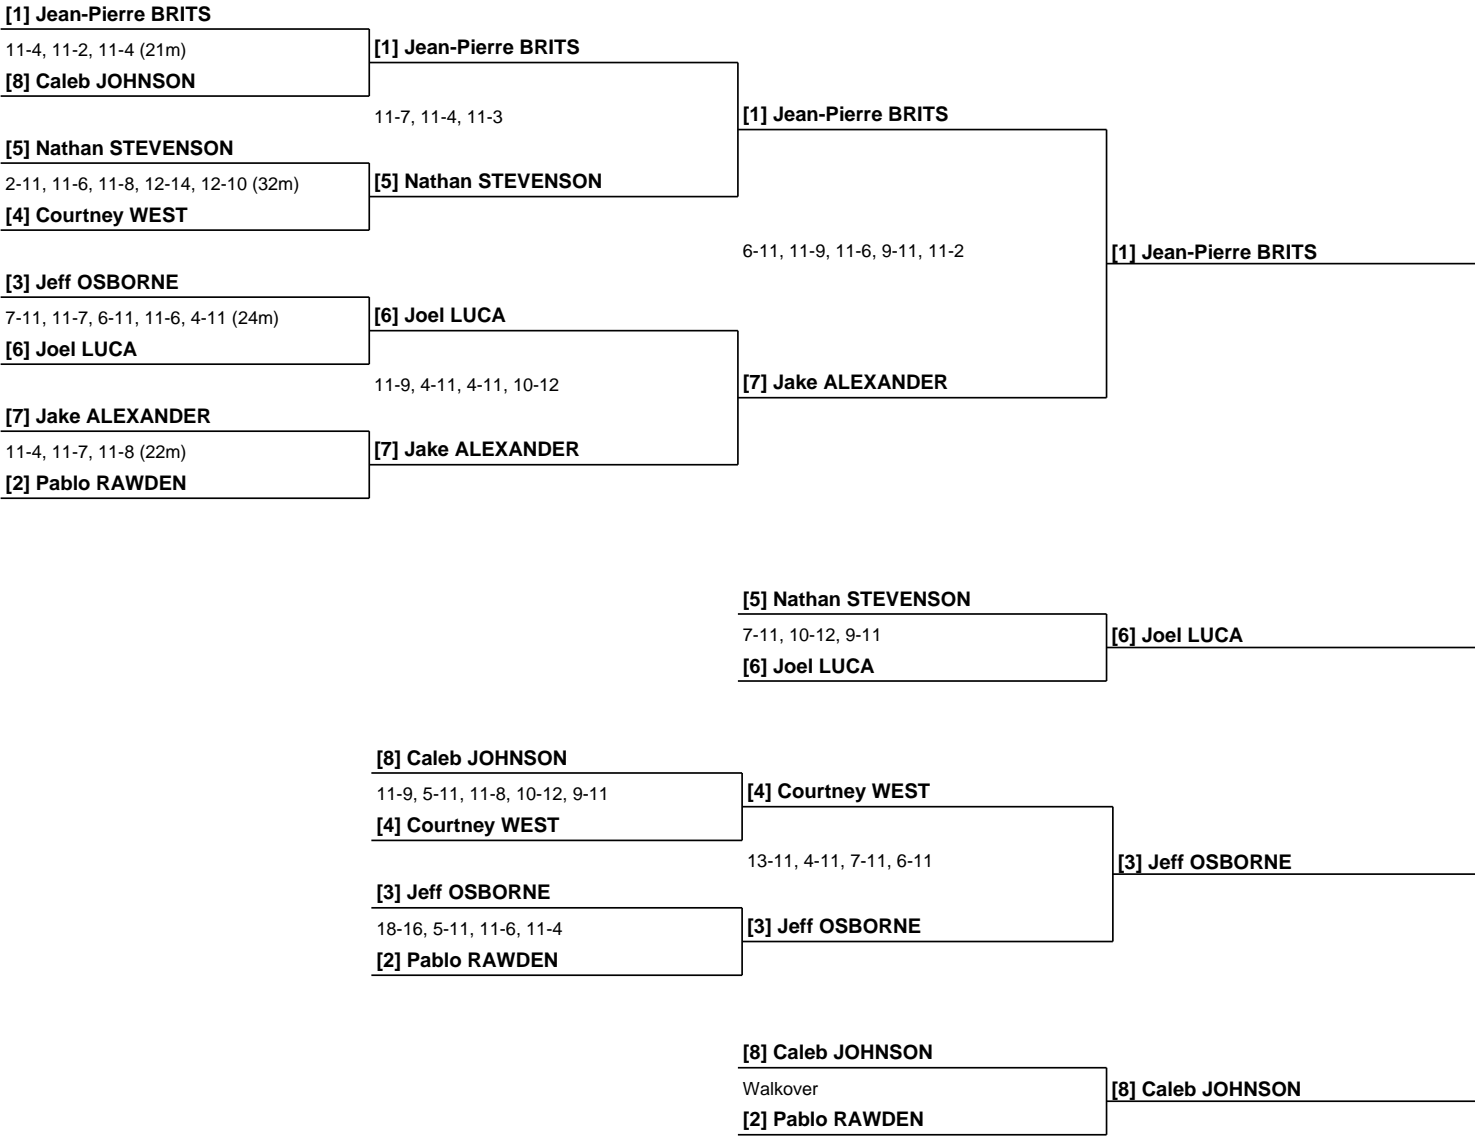 [1] Jean-Pierre BRITS
11-4, 11-2, 11-4 (21m)
[1] Jean-Pierre BRITS
[8] Caleb JOHNSON
11-7, 11-4, 11-3
[1] Jean-Pierre BRITS
[5] Nathan STEVENSON
2-11, 11-6, 11-8, 12-14, 12-10 (32m)
[5] Nathan STEVENSON
[4] Courtney WEST
6-11, 11-9, 11-6, 9-11, 11-2
[1] Jean-Pierre BRITS
[3] Jeff OSBORNE
7-11, 11-7, 6-11, 11-6, 4-11 (24m)
[6] Joel LUCA
[6] Joel LUCA
11-9, 4-11, 4-11, 10-12
[7] Jake ALEXANDER
[7] Jake ALEXANDER
11-4, 11-7, 11-8 (22m)
[7] Jake ALEXANDER
[2] Pablo RAWDEN
[5] Nathan STEVENSON
7-11, 10-12, 9-11
[6] Joel LUCA
[6] Joel LUCA
[8] Caleb JOHNSON
11-9, 5-11, 11-8, 10-12, 9-11
[4] Courtney WEST
[4] Courtney WEST
13-11, 4-11, 7-11, 6-11
[3] Jeff OSBORNE
[3] Jeff OSBORNE
18-16, 5-11, 11-6, 11-4
[3] Jeff OSBORNE
[2] Pablo RAWDEN
[8] Caleb JOHNSON
Walkover
[8] Caleb JOHNSON
[2] Pablo RAWDEN